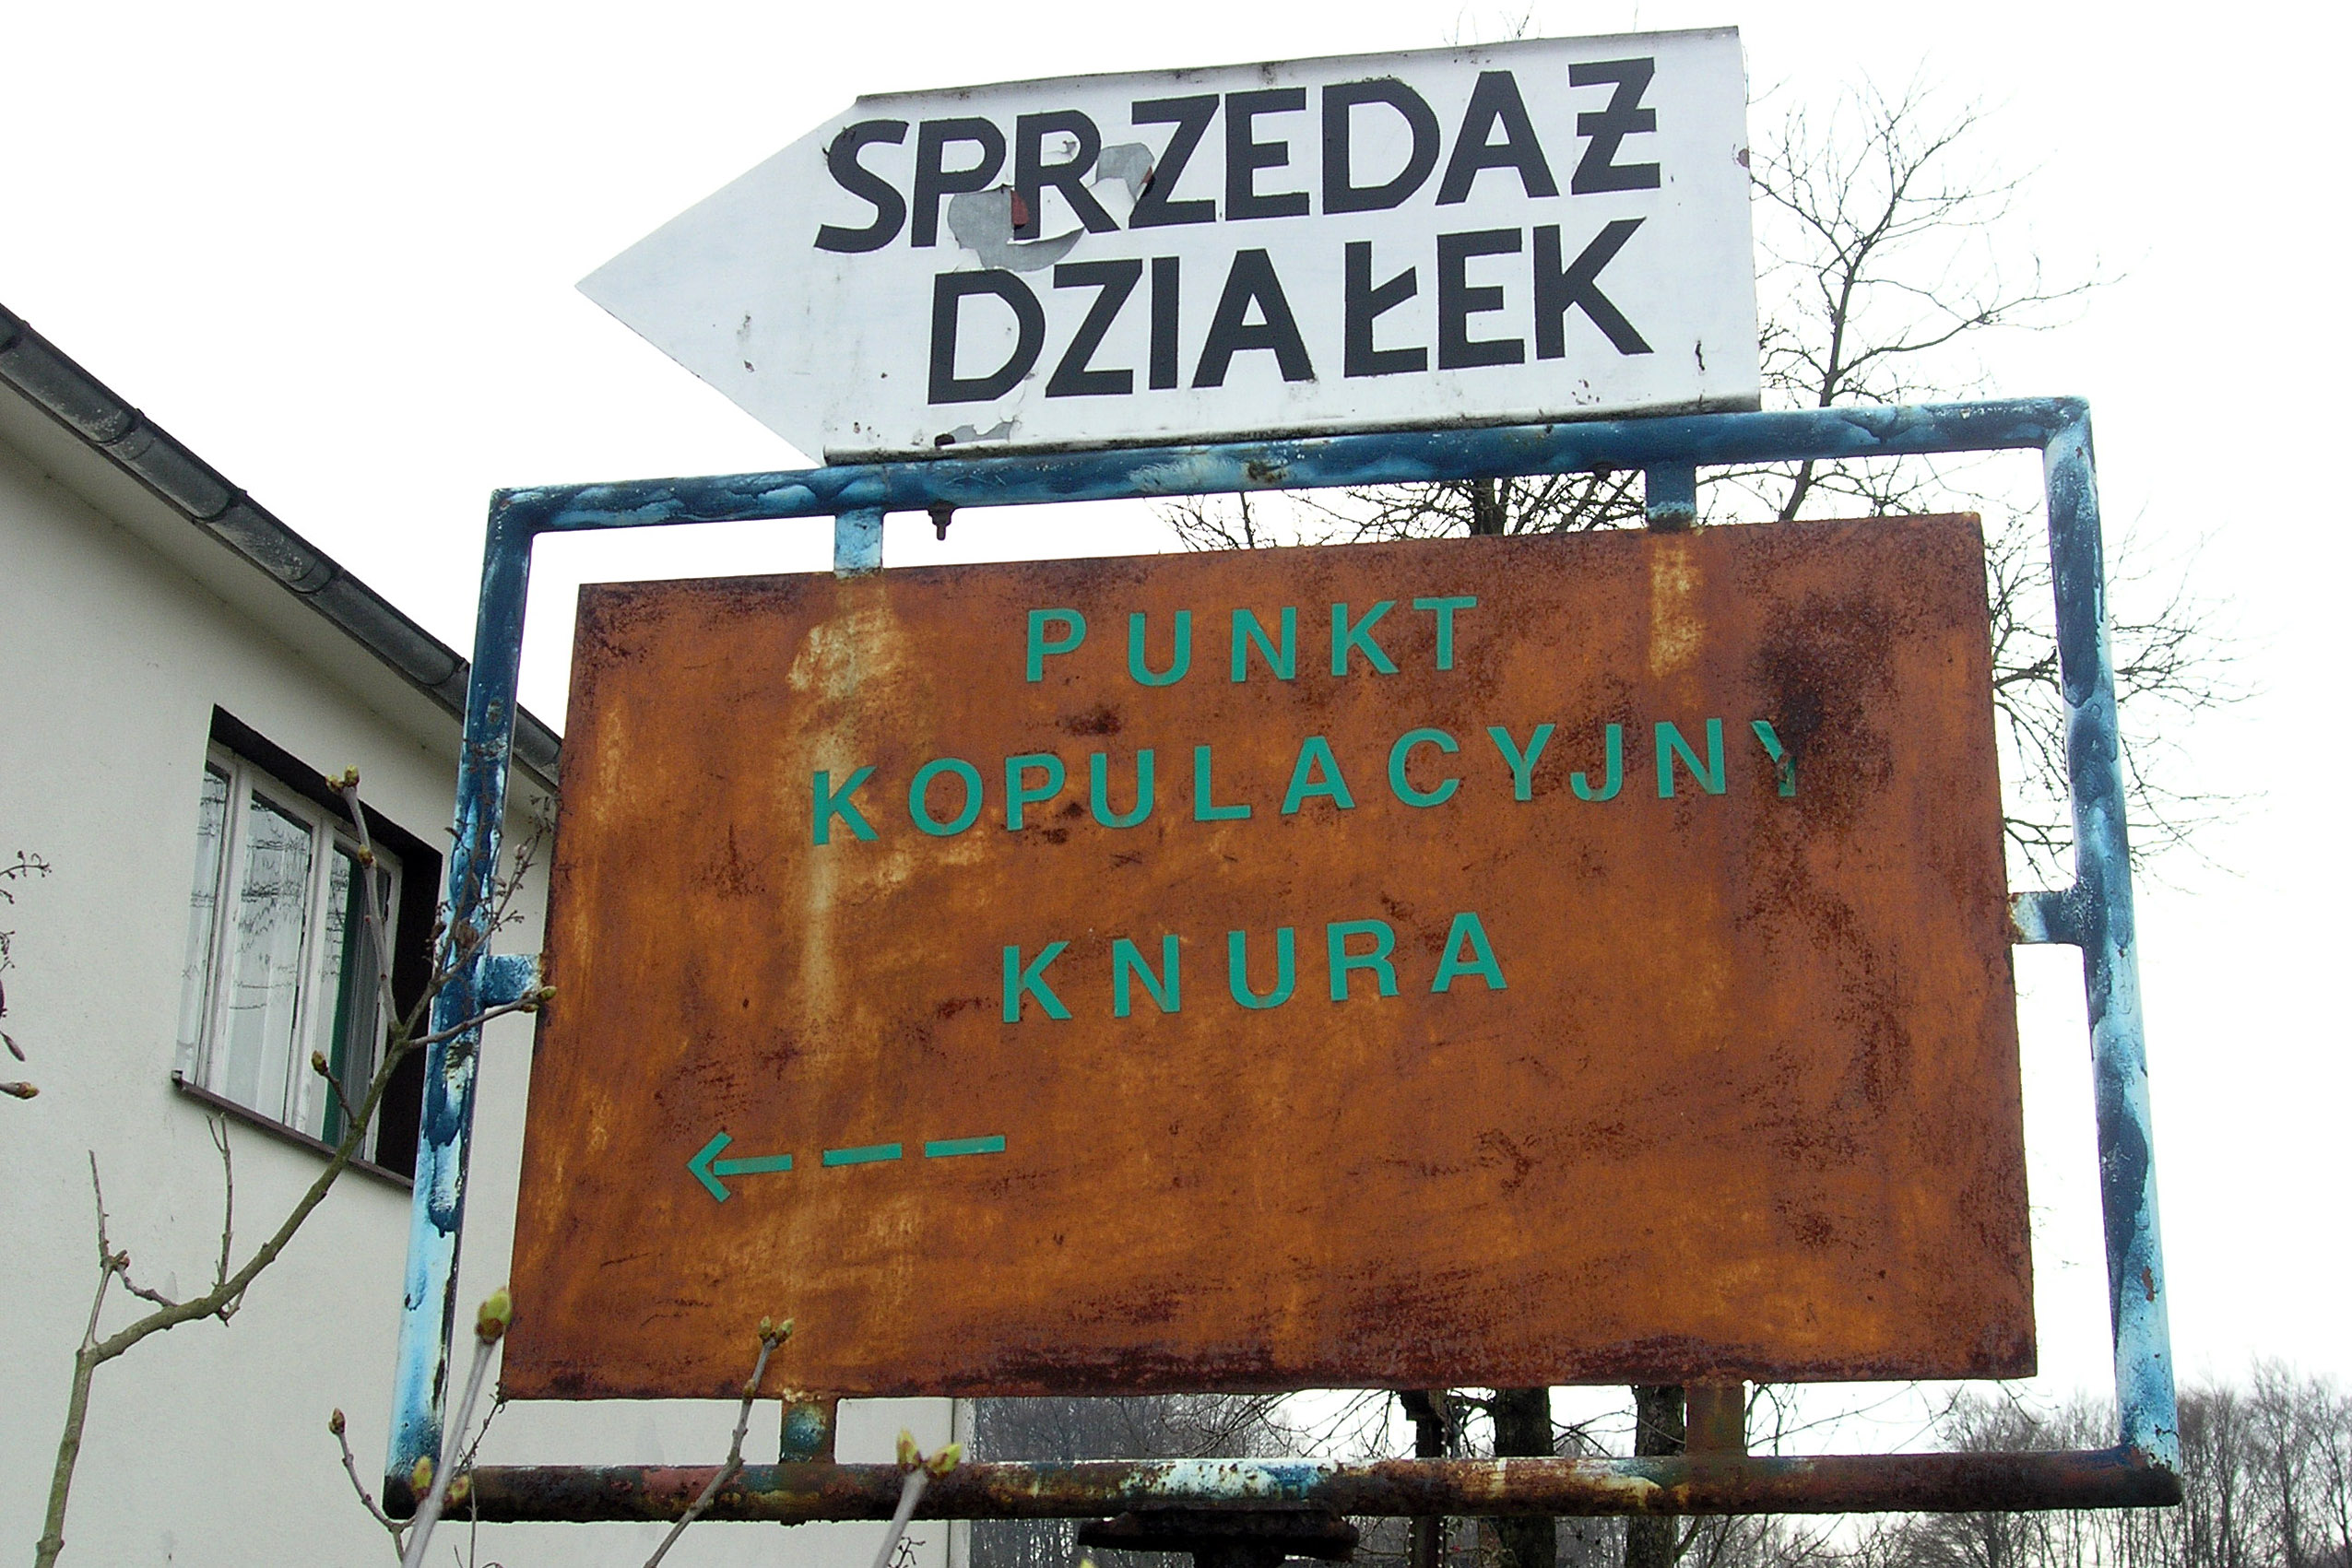 SPRZEDAŻ
DZIAŁEK
PUNKT
KOPULACYJNY
KNURA